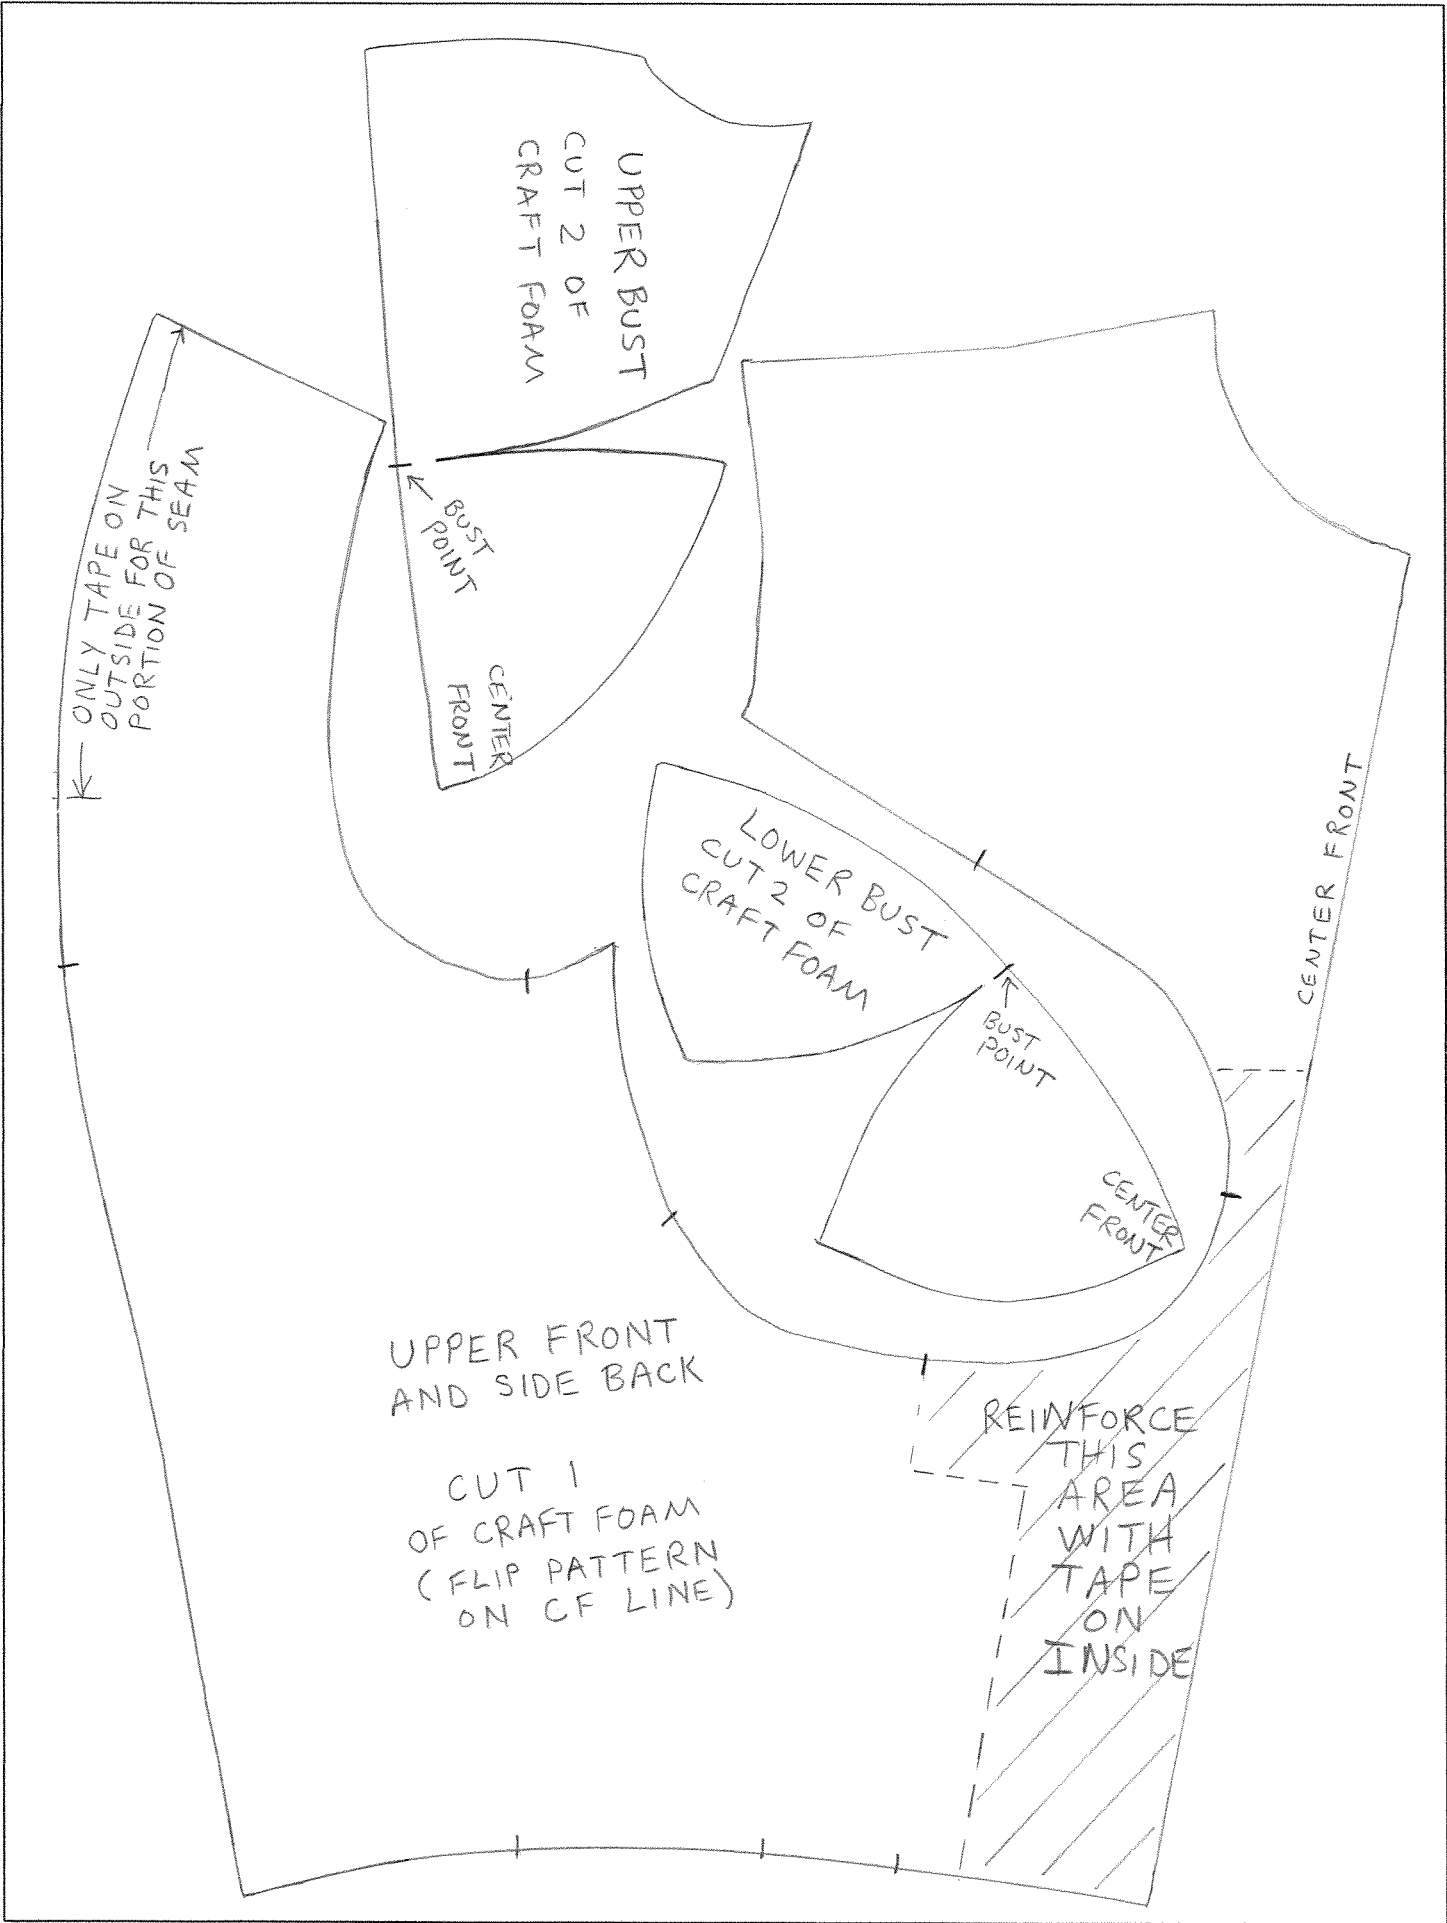 UPPER BUST
CUT 2 OF
CRAFT FOAM
BUST
POINT
CENTER
FRONT
ONLY TAPE ON
OUTSIDE FOR THIS
PORTION OF SEAM
LOWER BUST
CUT 2 OF
CRAFT FOAM
BUST
POINT
CENTER
FRONT
CENTER FRONT
UPPER FRONT
AND SIDE BACK
CUT 1
OF CRAFT FOAM
(FLIP PATTERN
ON CF LINE)
REINFORCE
THIS
AREA
WITH
TAPE
ON
INSIDE